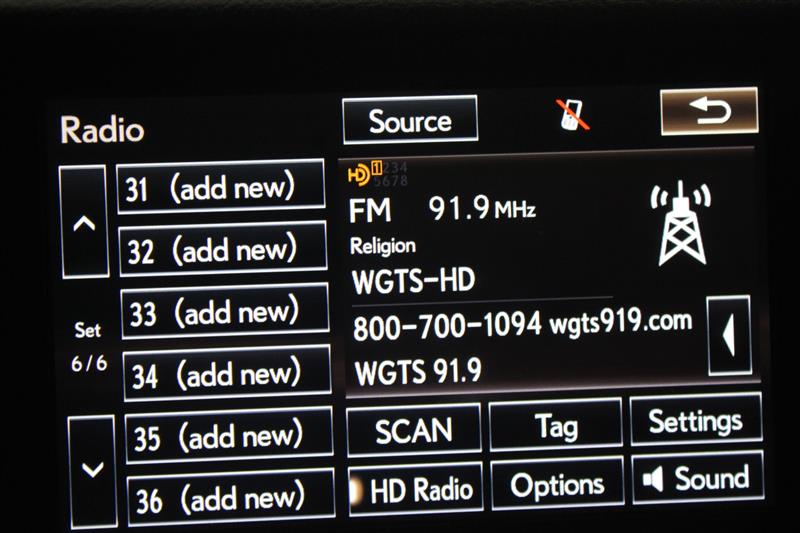 Radio
Source
31 (add new)
32 (add new)
33 (add new)
34 (add new)
35 (add new)
36 (add new)
Set
6/6
HD 1234
5678
FM 91.9 MHz
Religion
WGTS-HD
800-700-1094 wgts919.com
WGTS 91.9
SCAN
Tag
Settings
HD Radio
Options
Sound